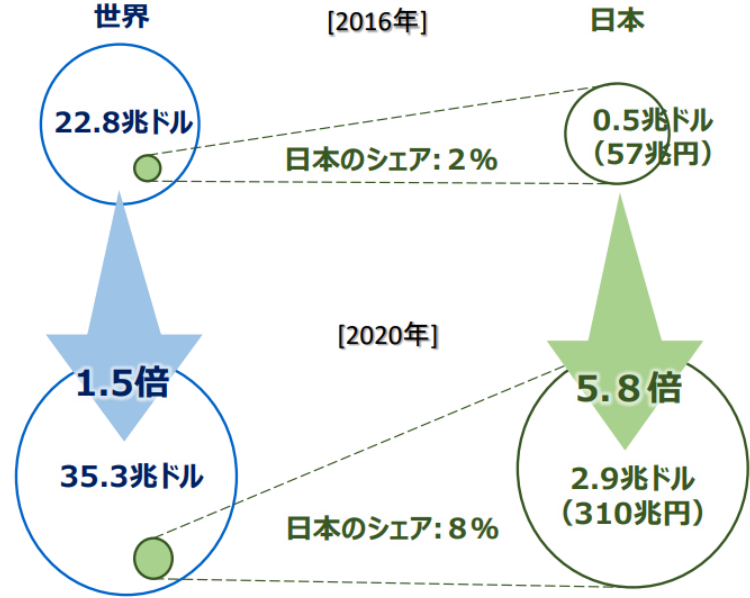 世界
[2016年]
日本
22.8兆ドル
0.5兆ドル
（57兆円）
日本のシェア：２％
[2020年]
1.5倍
5.８倍
35.3兆ドル
2.9兆ドル
（310兆円）
日本のシェア：８％